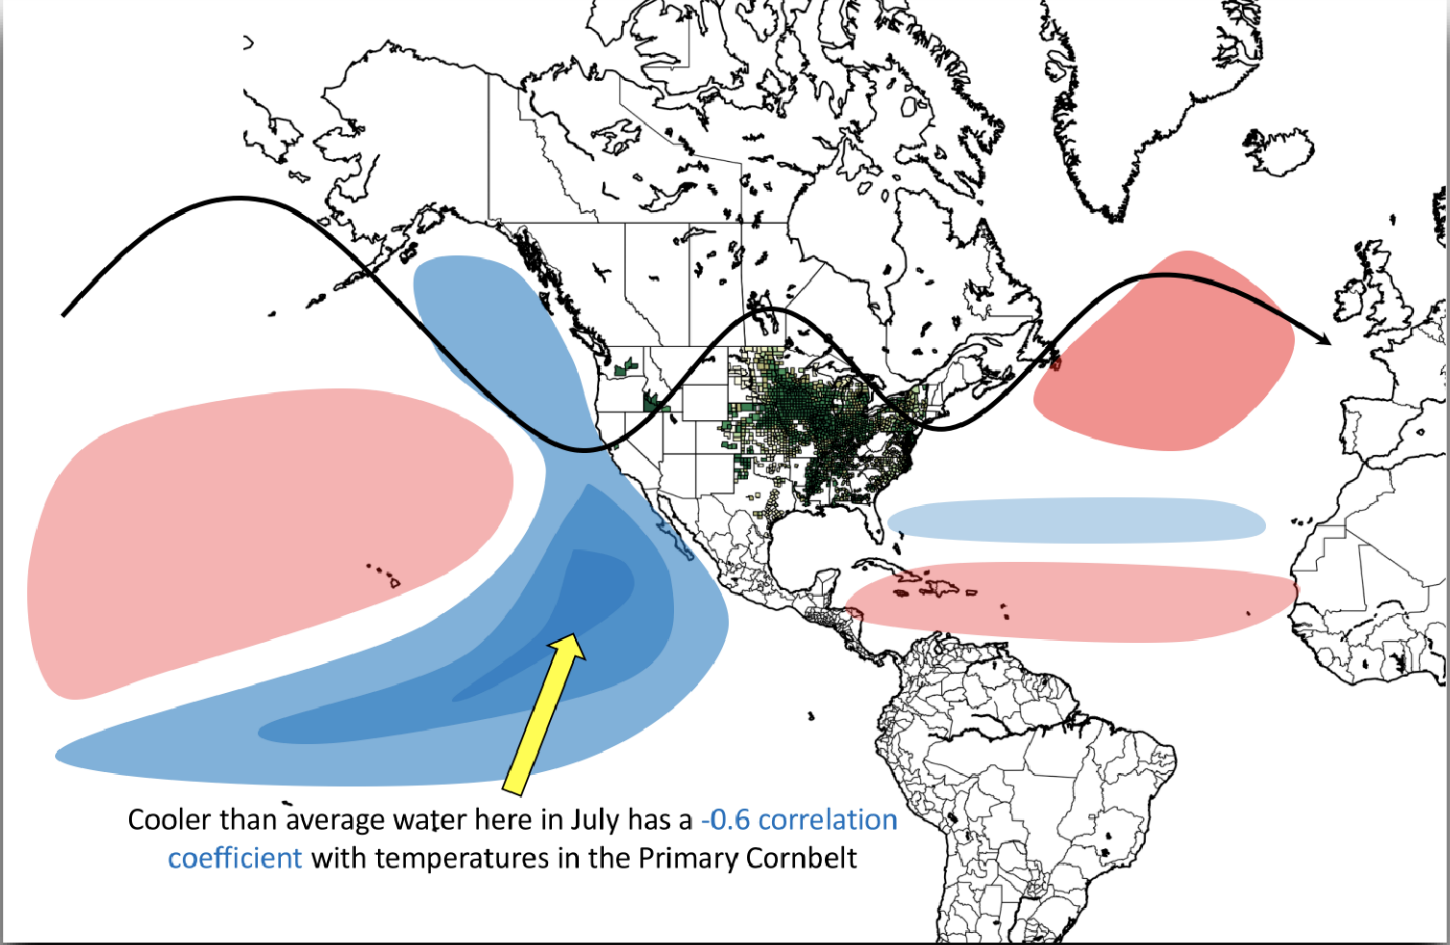 Cooler than average water here in July has a -0.6 correlation
coefficient with temperatures in the Primary Cornbelt